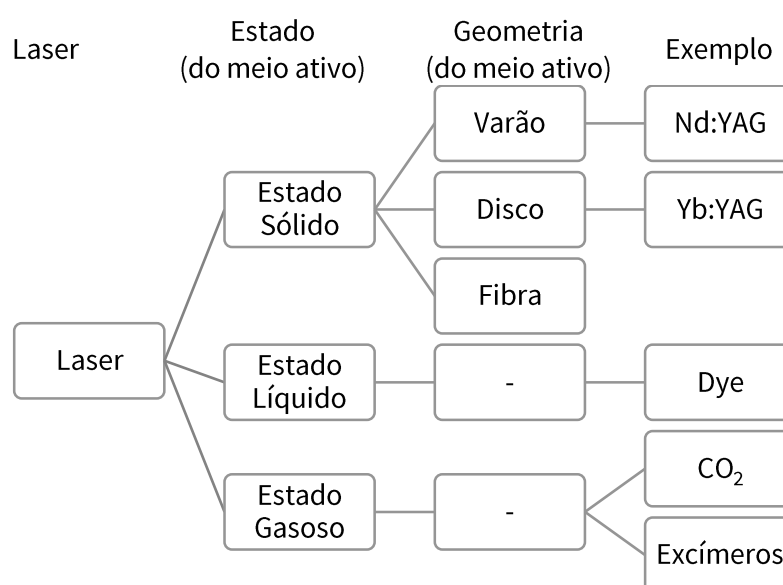 Laser
Estado
(do meio ativo)
Geometria
(do meio ativo)
Exemplo
Varão
Nd:YAG
Estado
Sólido
Disco
Yb:YAG
Fibra
Laser
Estado
Líquido
-
Dye
CO₂
Estado
Gasoso
-
Excímeros